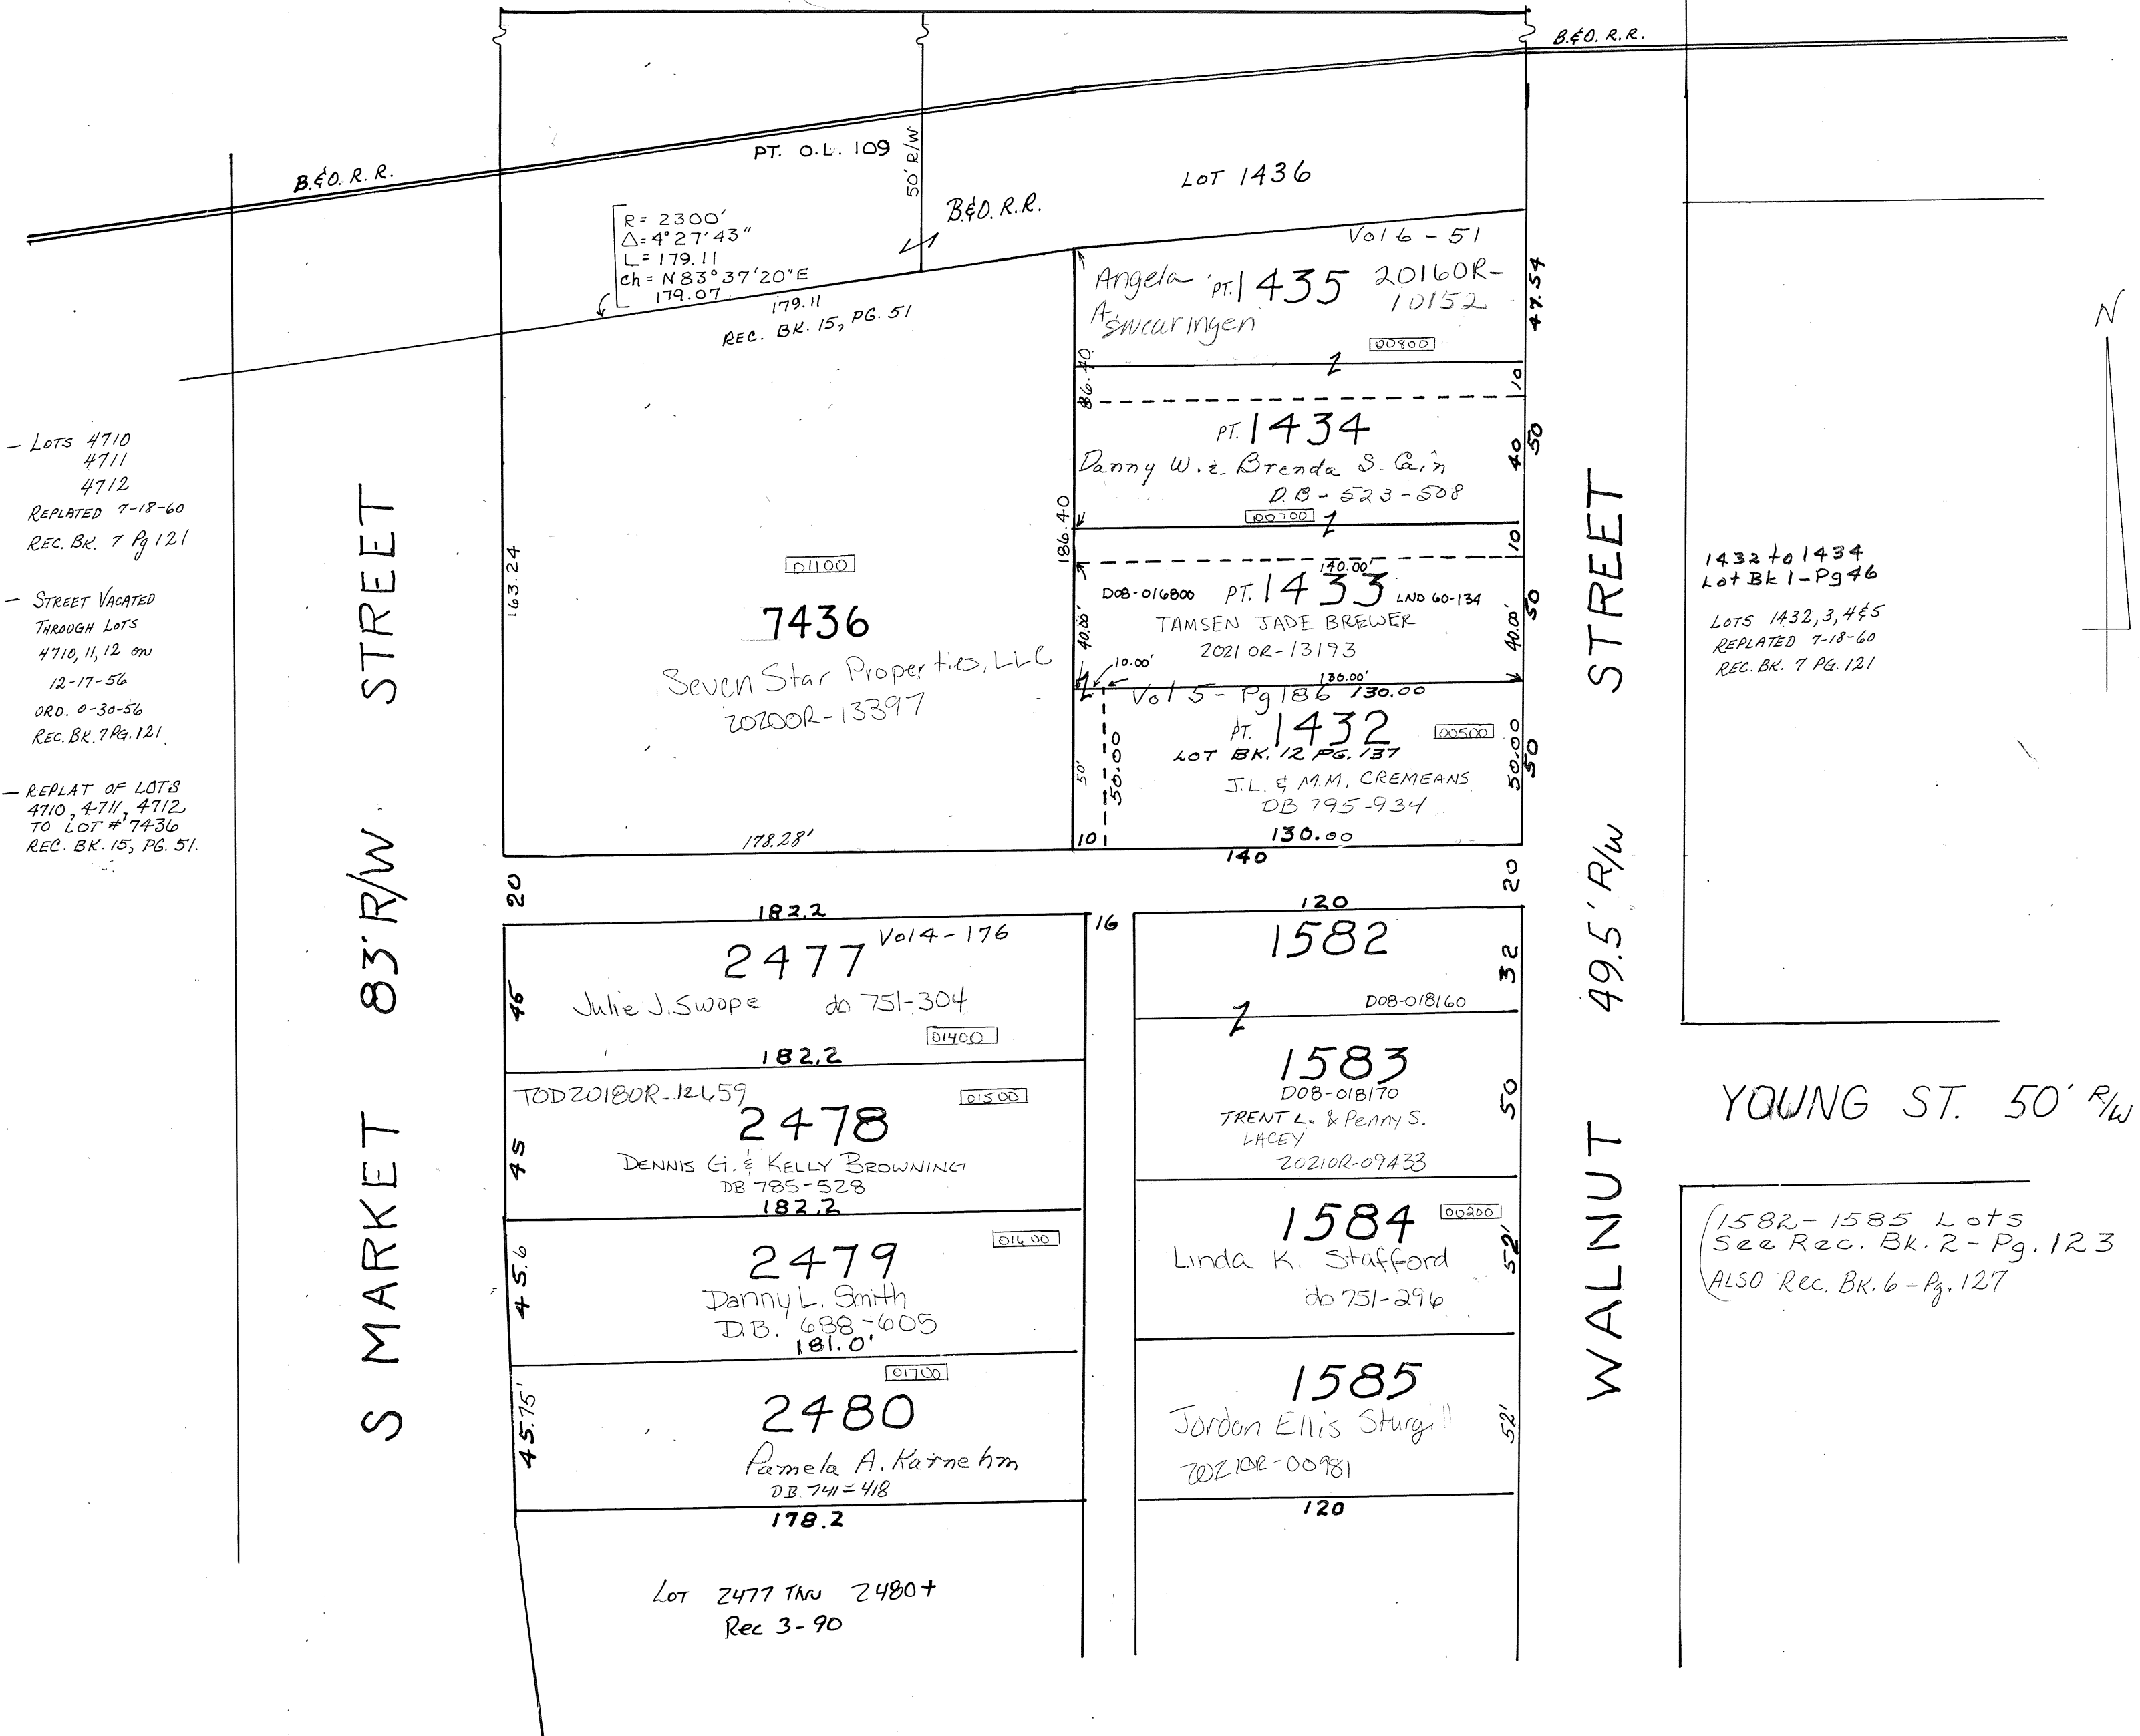 B.&O. R.R.
B.&O. R. R.
PT. O.L. 109
50' R/W
LOT 1436
B.&O. R.R.
R= 2300'
Δ= 4°27'43"
L= 179.11
Ch= N83°37'20"E
179.07
179.11
REC. BK. 15, PG. 51
Vol 6 - 51
Angela
A.
Swearingen
PT. 1435
2016OR-
10152
00800
47.54
86.40
10
PT. 1434
Danny W. & Brenda S. Cain
D.B - 523-508
00700
40
50
10
186.40
140.00'
D08-016800
PT. 1433
LND 60-134
TAMSEN JADE BREWER
2021 OR-13193
40.00'
40.00'
50
10.00'
130.00'
Vol 5 - Pg 186
130.00
PT. 1432
00500
LOT BK. 12 PG. 137
J.L. & M.M. CREMEANS
DB 795-934
50'
50.00
50.00
50
10
130.00
140
163.24
01100
7436
Seven Star Properties, LLC
2020OR-13397
178.28'
N
- LOTS 4710
4711
4712
REPLATED 7-18-60
REC. BK. 7 Pg 121
- STREET VACATED
THROUGH LOTS
4710, 11, 12 on
12-17-56
ORD. 0-30-56
REC. BK. 7 PG. 121
- REPLAT OF LOTS
4710, 4711, 4712
TO LOT # 7436
REC. BK. 15, PG. 51.
1432 to 1434
Lot Bk 1-Pg 46
LOTS 1432, 3, 4 & 5
REPLATED 7-18-60
REC. BK. 7 PG. 121
S MARKET 83' R/W STREET
WALNUT 49.5' R/W STREET
YOUNG ST. 50' R/W
20
20
182.2
16
120
2477
Vol 4-176
Julie J. Swope
db 751-304
01400
182.2
TOD 2018OR-12659
01500
2478
45
DENNIS G. & KELLY BROWNING
DB 785-528
182.2
01600
2479
45.6
Danny L. Smith
D.B. 688-605
181.0'
01700
2480
45.75'
Pamela A. Karnehm
DB 741-418
178.2
LOT 2477 THRU 2480+
Rec 3-90
1582
32
D08-018160
1583
50
D08-018170
TRENT L. & Penny S.
LACEY
2021OR-09433
1584
00200
52'
Linda K. Stafford
db 751-296
1585
52'
Jordan Ellis Sturgill
2021OR-00981
120
1582-1585 Lots
See Rec. Bk. 2 - Pg. 123
ALSO Rec. BK. 6 - Pg. 127